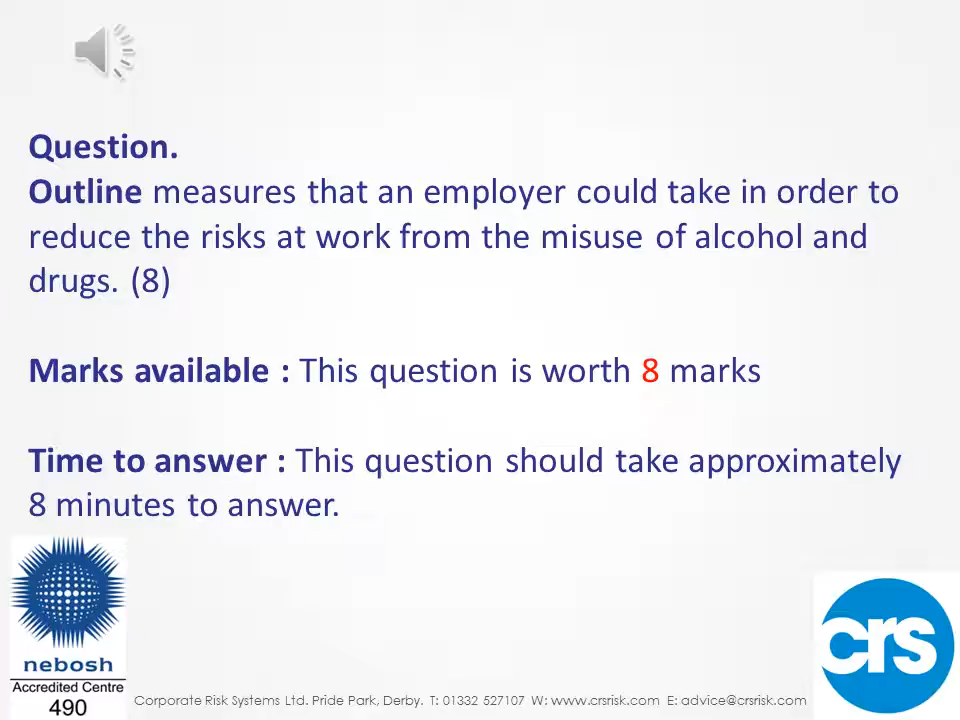 Question.
Outline measures that an employer could take in order to
reduce the risks at work from the misuse of alcohol and
drugs. (8)
Marks available : This question is worth 8 marks
Time to answer : This question should take approximately
8 minutes to answer.
nebosh
Accredited Centre
490
crs
Corporate Risk Systems Ltd. Pride Park, Derby. T: 01332 527107 W: www.crsrisk.com E: advice@crsrisk.com